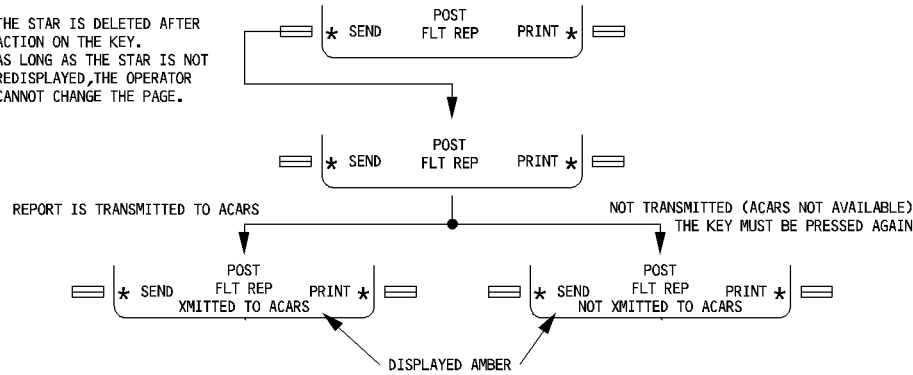 THE STAR IS DELETED AFTER
ACTION ON THE KEY.
AS LONG AS THE STAR IS NOT
REDISPLAYED,THE OPERATOR
CANNOT CHANGE THE PAGE.
POST
* SEND FLT REP PRINT *
POST
* SEND FLT REP PRINT *
REPORT IS TRANSMITTED TO ACARS
NOT TRANSMITTED (ACARS NOT AVAILABLE)
THE KEY MUST BE PRESSED AGAIN
POST
* SEND FLT REP PRINT *
XMITTED TO ACARS
POST
* SEND FLT REP PRINT *
NOT XMITTED TO ACARS
DISPLAYED AMBER